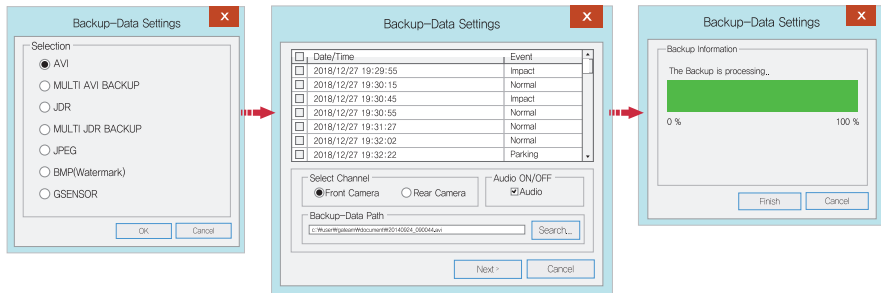 Backup-Data Settings
X
Selection
AVI
MULTI AVI BACKUP
JDR
MULTI JDR BACKUP
JPEG
BMP(Watermark)
GSENSOR
OK
Cancel
Backup-Data Settings
X
Date/Time Event
2018/12/27 19:29:55 Impact
2018/12/27 19:30:15 Normal
2018/12/27 19:30:45 Impact
2018/12/27 19:30:55 Normal
2018/12/27 19:31:27 Normal
2018/12/27 19:32:02 Normal
2018/12/27 19:32:22 Parking
Select Channel
Front Camera
Rear Camera
Audio ON/OFF
Audio
Backup-Data Path
Search...
Next>
Cancel
Backup-Data Settings
X
Backup Information
The Backup is processing..
0 %
100 %
Finish
Cancel